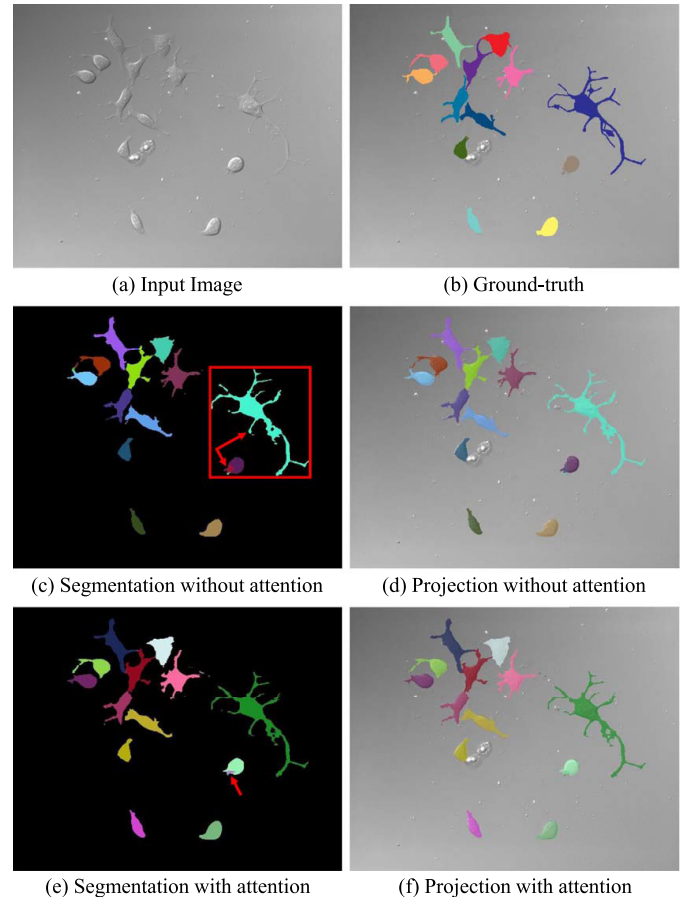 (a) Input Image
(b) Ground-truth
(c) Segmentation without attention
(d) Projection without attention
(e) Segmentation with attention
(f) Projection with attention